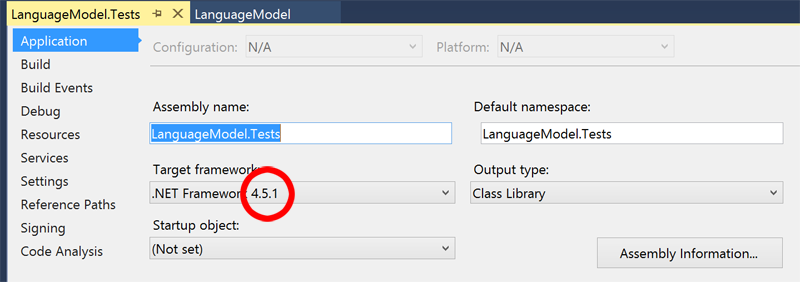 LanguageModel.Tests LanguageModel
Application
Configuration: N/A Platform: N/A
Build
Build Events
Debug
Resources
Services
Settings
Reference Paths
Signing
Code Analysis
Assembly name: Default namespace:
LanguageModel.Tests LanguageModel.Tests
Target framework: Output type:
.NET Framework 4.5.1 Class Library
Startup object:
(Not set)
Assembly Information...